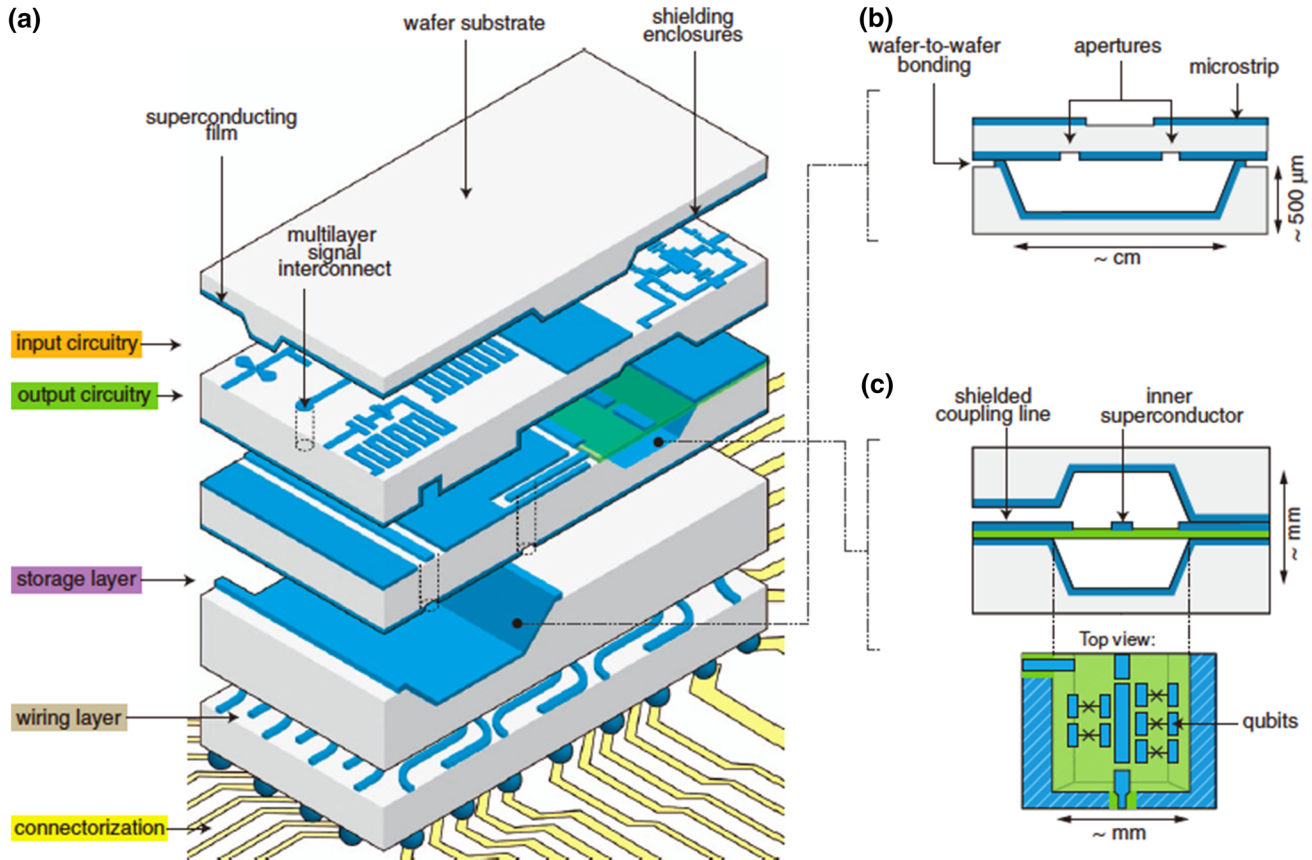 (a)
wafer substrate
shielding
enclosures
superconducting
film
multilayer
signal
interconnect
input circuitry
output circuitry
storage layer
wiring layer
connectorization
(b)
wafer-to-wafer
bonding
apertures
microstrip
~ 500 µm
~ cm
(c)
shielded
coupling line
inner
superconductor
~ mm
Top view:
qubits
~ mm